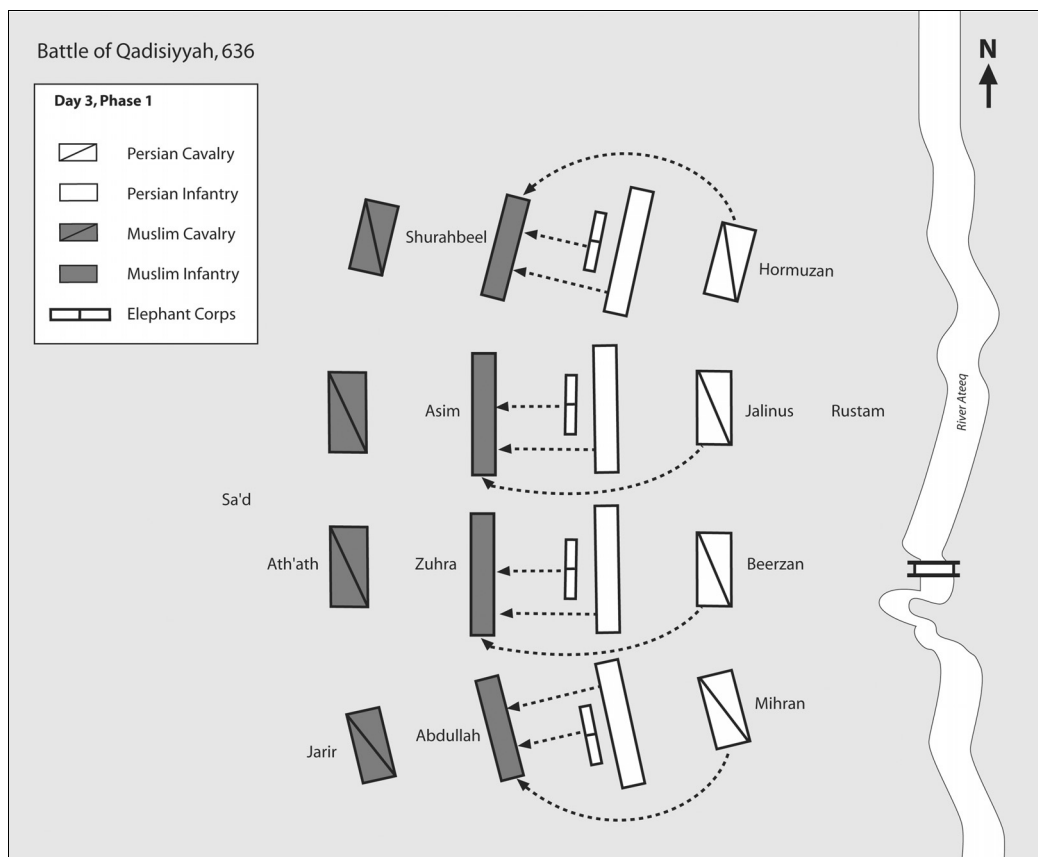 Battle of Qadisiyyah, 636
N
Day 3, Phase 1
Persian Cavalry
Persian Infantry
Muslim Cavalry
Muslim Infantry
Elephant Corps
Shurahbeel
Hormuzan
Asim
Jalinus
Rustam
River Ateeq
Sa'd
Ath'ath
Zuhra
Beerzan
Mihran
Abdullah
Jarir